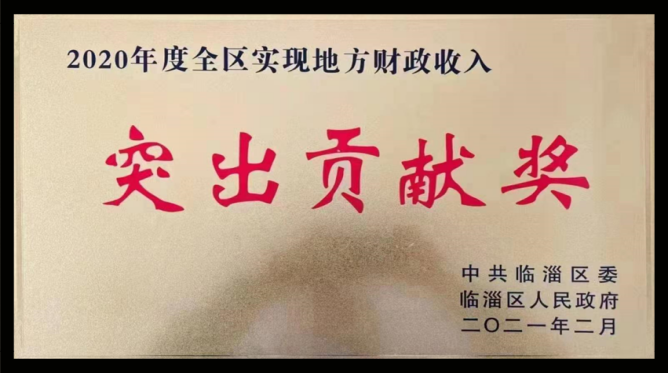 2020年度全区实现地方财政收入
突出贡献奖
中共临淄区委
临淄区人民政府
二〇二一年二月